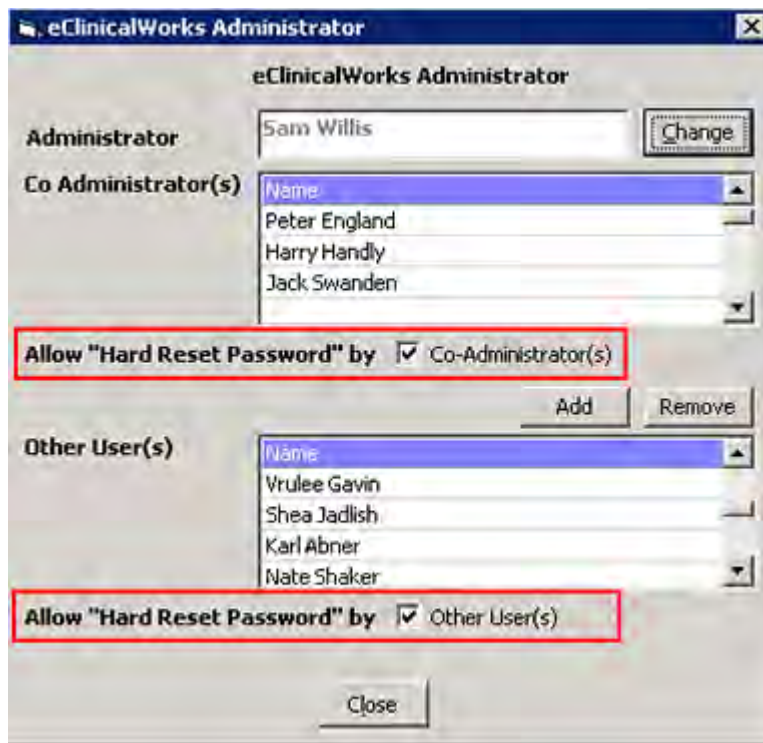 eClinicalWorks Administrator
eClinicalWorks Administrator
Administrator Sam Willis Change
Co Administrator(s) Name
Peter England
Harry Handly
Jack Swanden
Allow "Hard Reset Password" by Co-Administrator(s)
Add Remove
Other User(s) Name
Vrulee Gavin
Shea Jadlish
Karl Abner
Nate Shaker
Allow "Hard Reset Password" by Other User(s)
Close